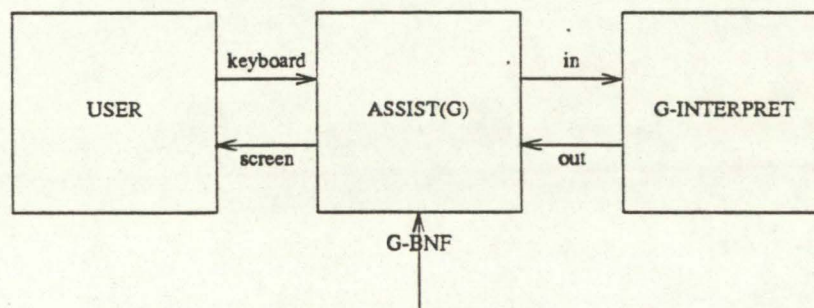 keyboard
in
USER
ASSIST(G)
G-INTERPRET
screen
out
G-BNF